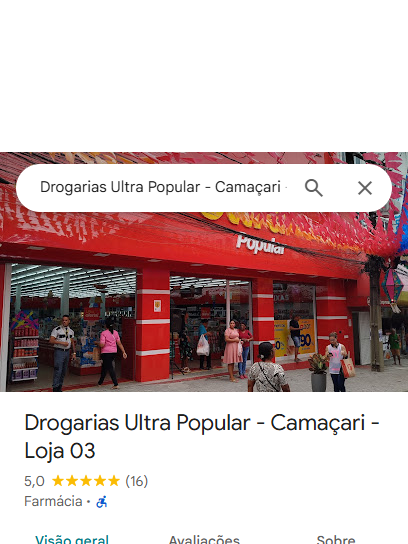 Drogarias Ultra Popular - Camaçari
popular
Drogarias Ultra Popular - Camaçari -
Loja 03
5,0 ★★★★★ (16)
Farmácia •
Visão geral Avaliações Sobre